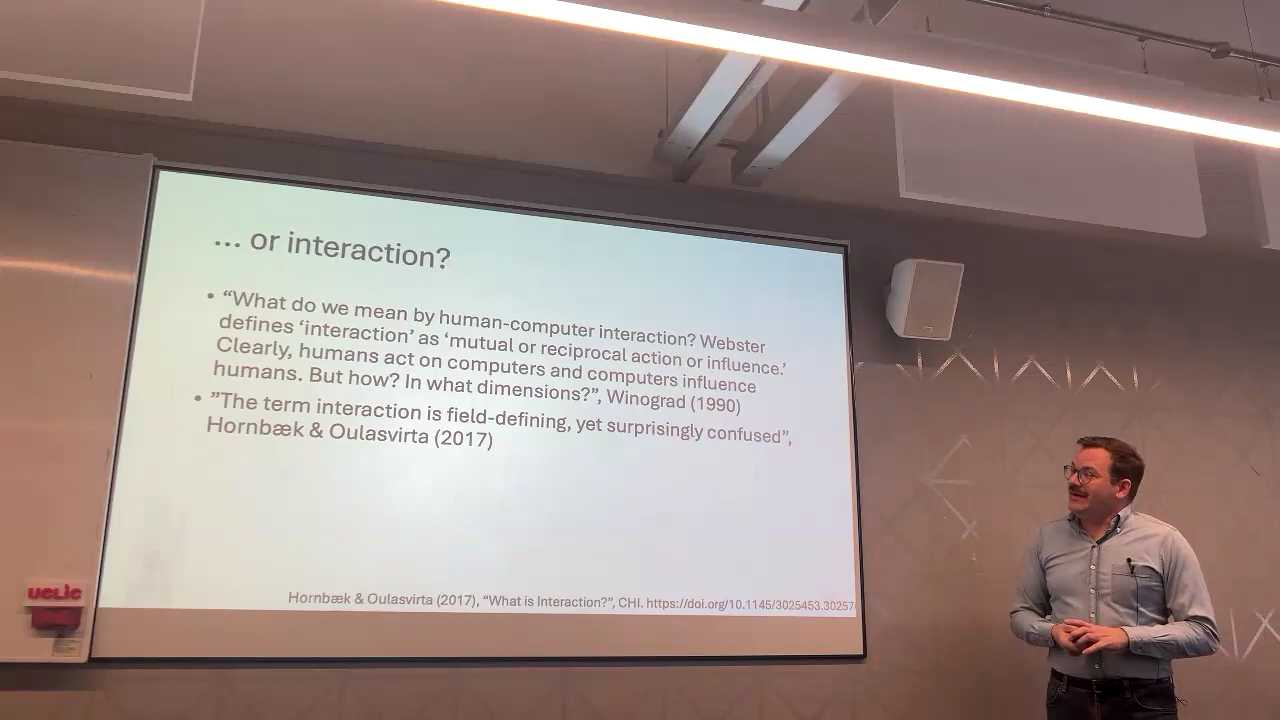 ... or interaction?
• “What do we mean by human-computer interaction? Webster
defines ‘interaction’ as ‘mutual or reciprocal action or influence.’
Clearly, humans act on computers and computers influence
humans. But how? In what dimensions?”, Winograd (1990)
• ”The term interaction is field-defining, yet surprisingly confused”,
Hornbæk & Oulasvirta (2017)
Hornbæk & Oulasvirta (2017), “What is Interaction?”, CHI. https://doi.org/10.1145/3025453.30257
uclic